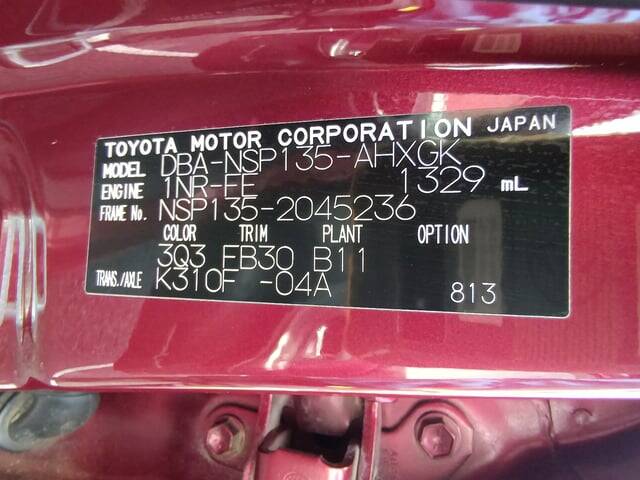 TOYOTA MOTOR CORPORATION JAPAN
MODEL DBA-NSP135-AHXGK
ENGINE 1NR-FE 1329 mL
FRAME No. NSP135-2045236
COLOR TRIM PLANT OPTION
3Q3 FB30 B11
TRANS./AXLE K310F -04A 813